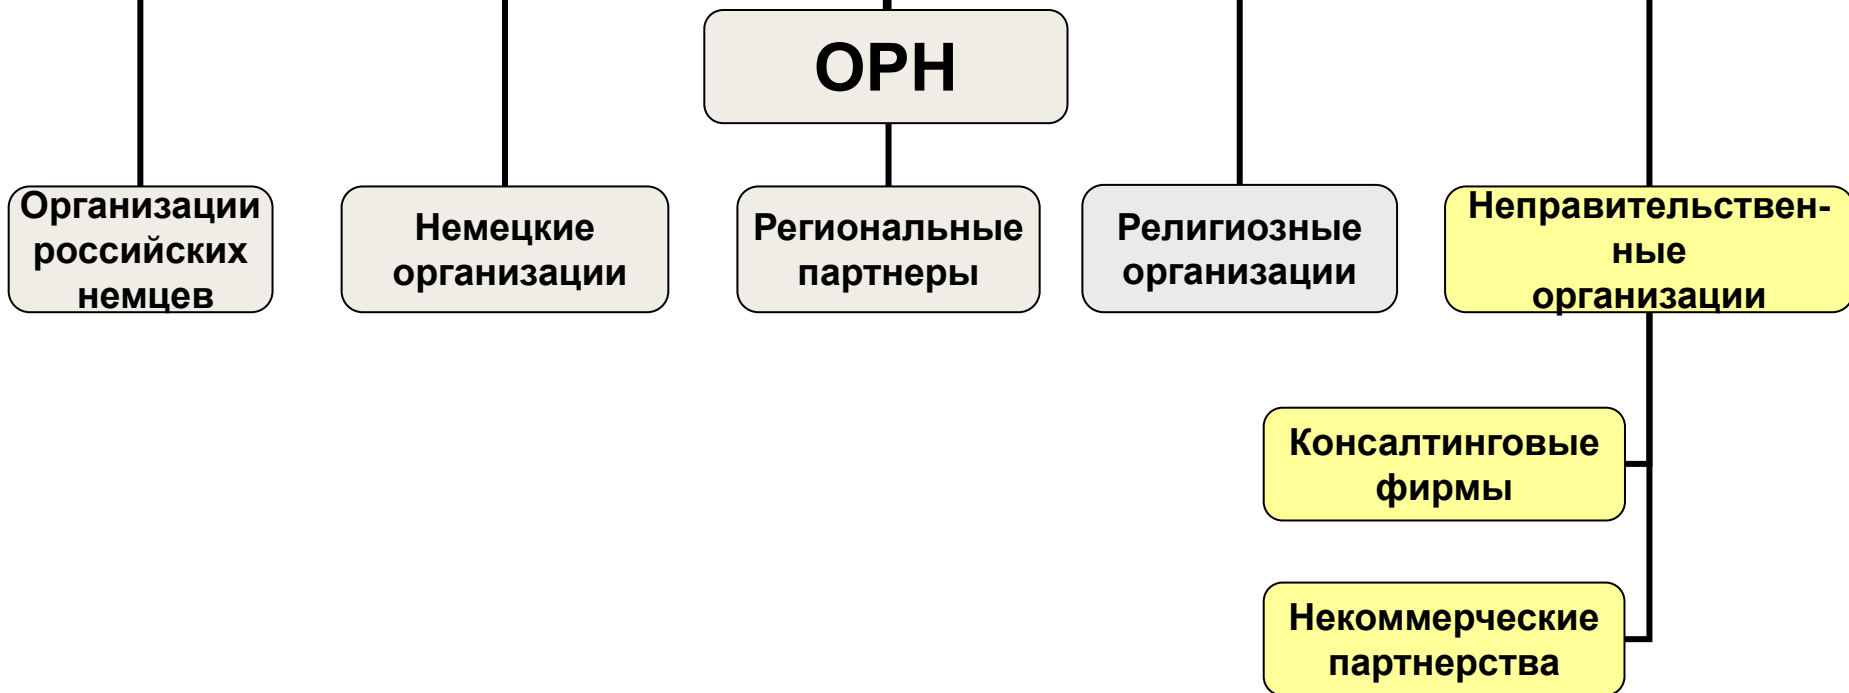 ОРН
Организации
российских
немцев
Немецкие
организации
Региональные
партнеры
Религиозные
организации
Неправительствен-
ные
организации
Консалтинговые
фирмы
Некоммерческие
партнерства